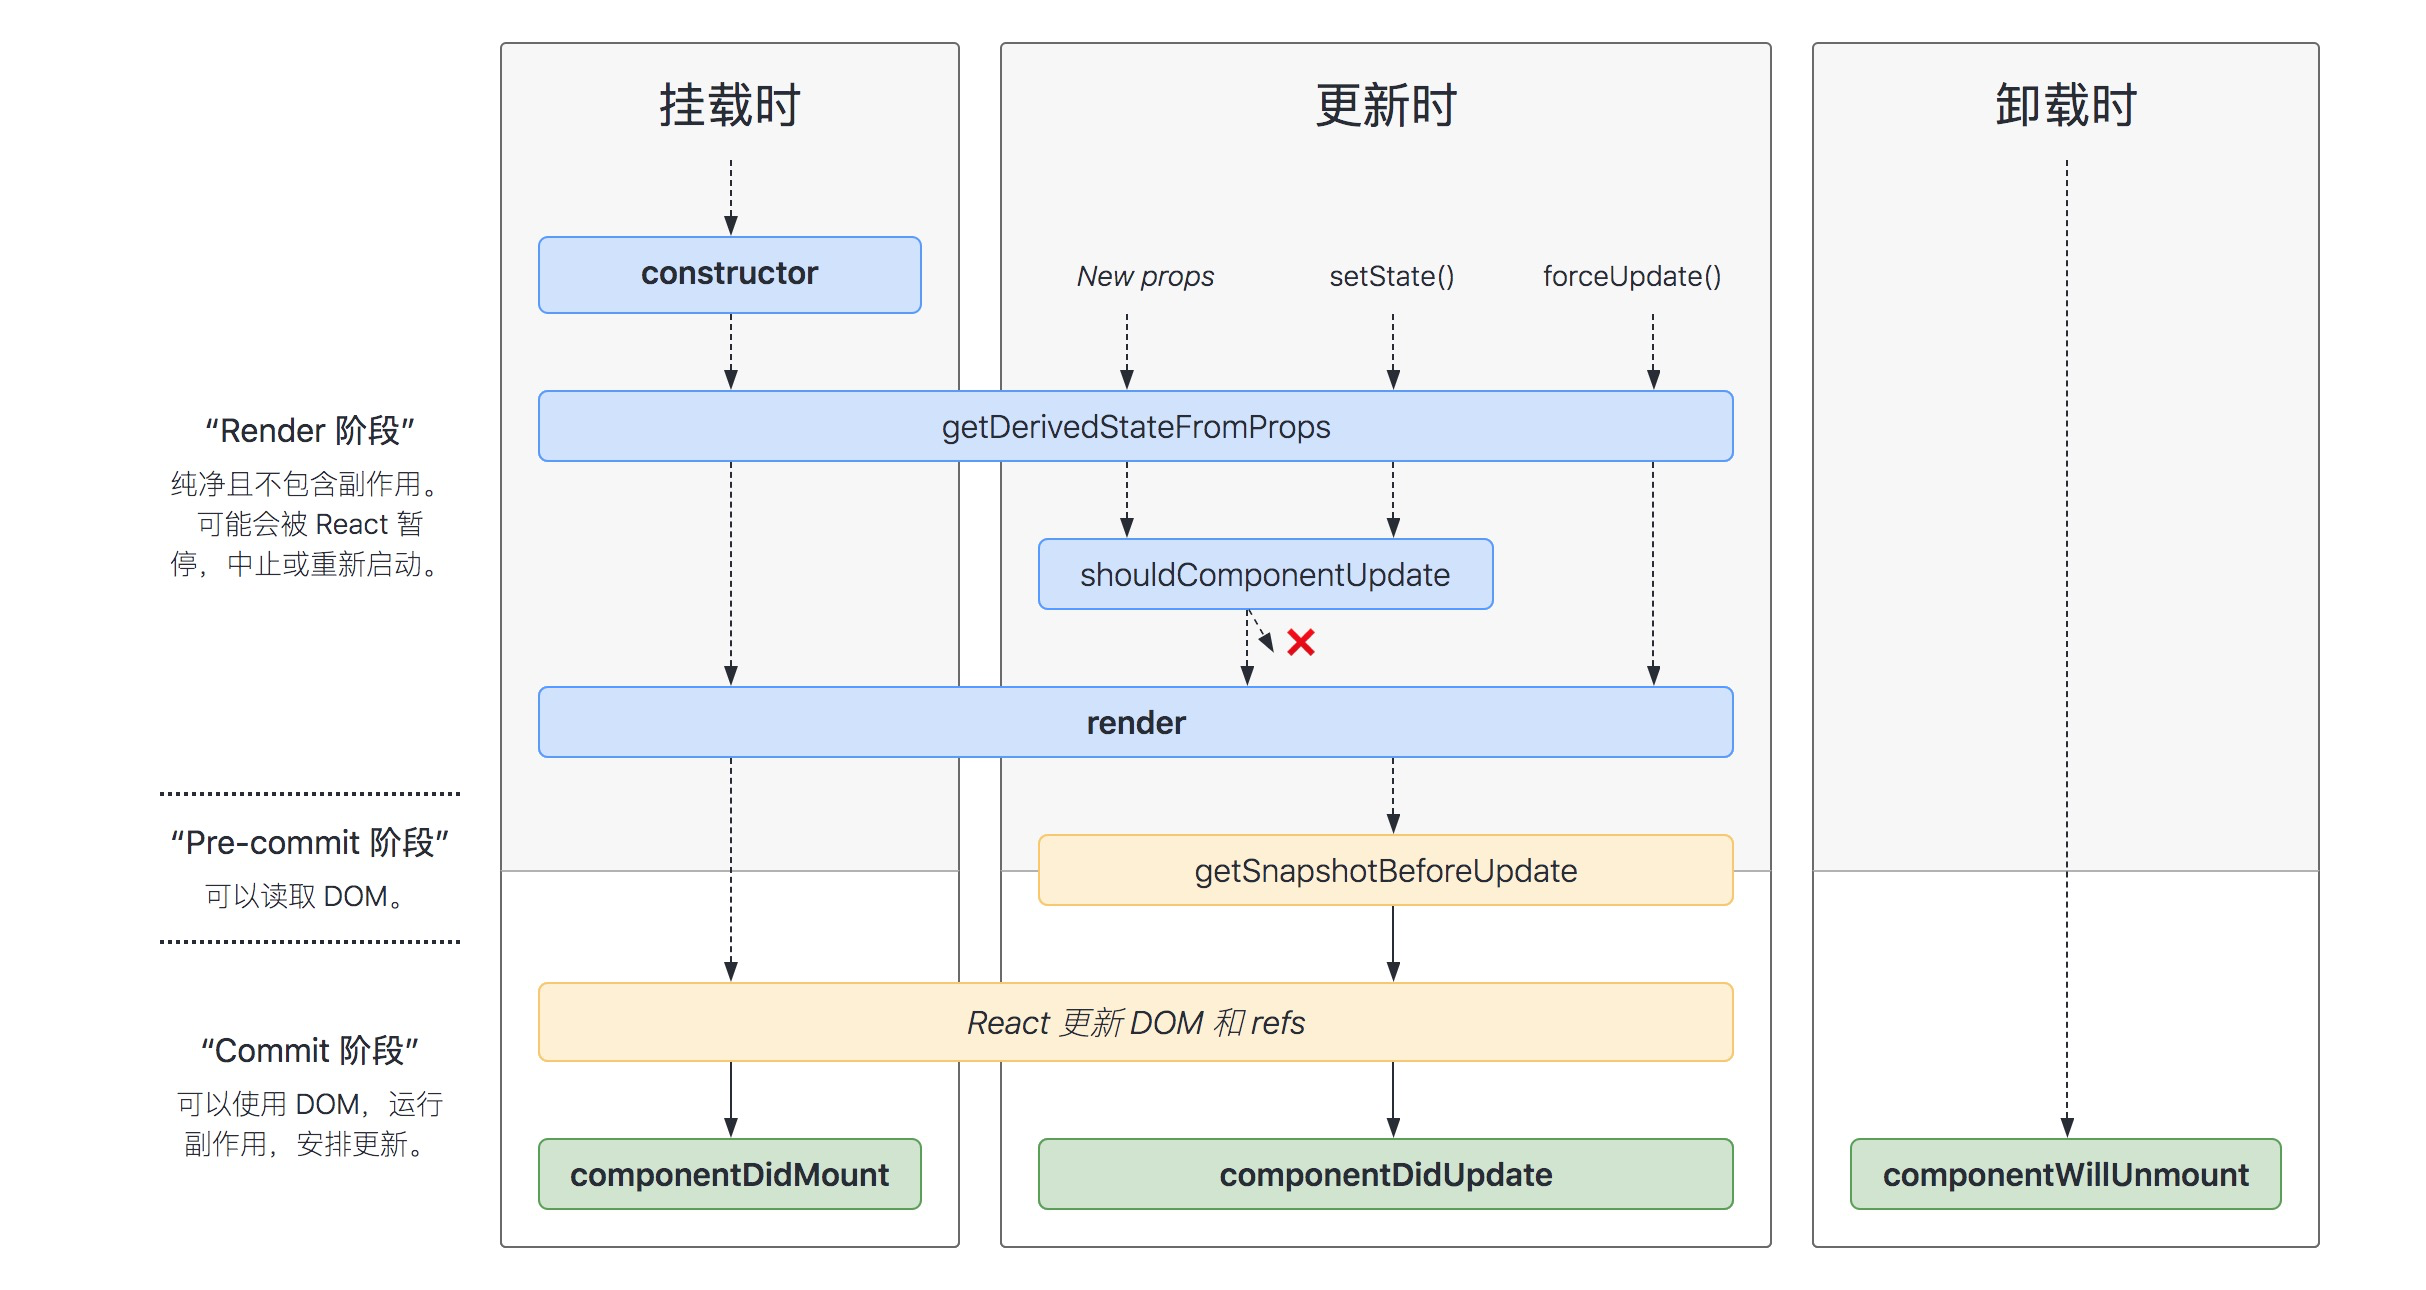 挂载时
更新时
卸载时
constructor
New props
setState()
forceUpdate()
getDerivedStateFromProps
“Render 阶段”
纯净且不包含副作用。
可能会被 React 暂
停，中止或重新启动。
shouldComponentUpdate
render
“Pre-commit 阶段”
可以读取 DOM。
getSnapshotBeforeUpdate
React 更新 DOM 和 refs
“Commit 阶段”
可以使用 DOM，运行
副作用，安排更新。
componentDidMount
componentDidUpdate
componentWillUnmount